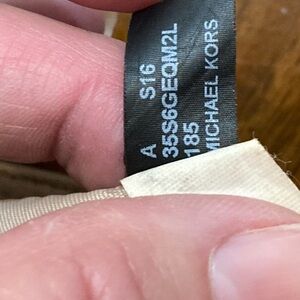 A S16
35S6GEQM2L
185
MICHAEL KORS